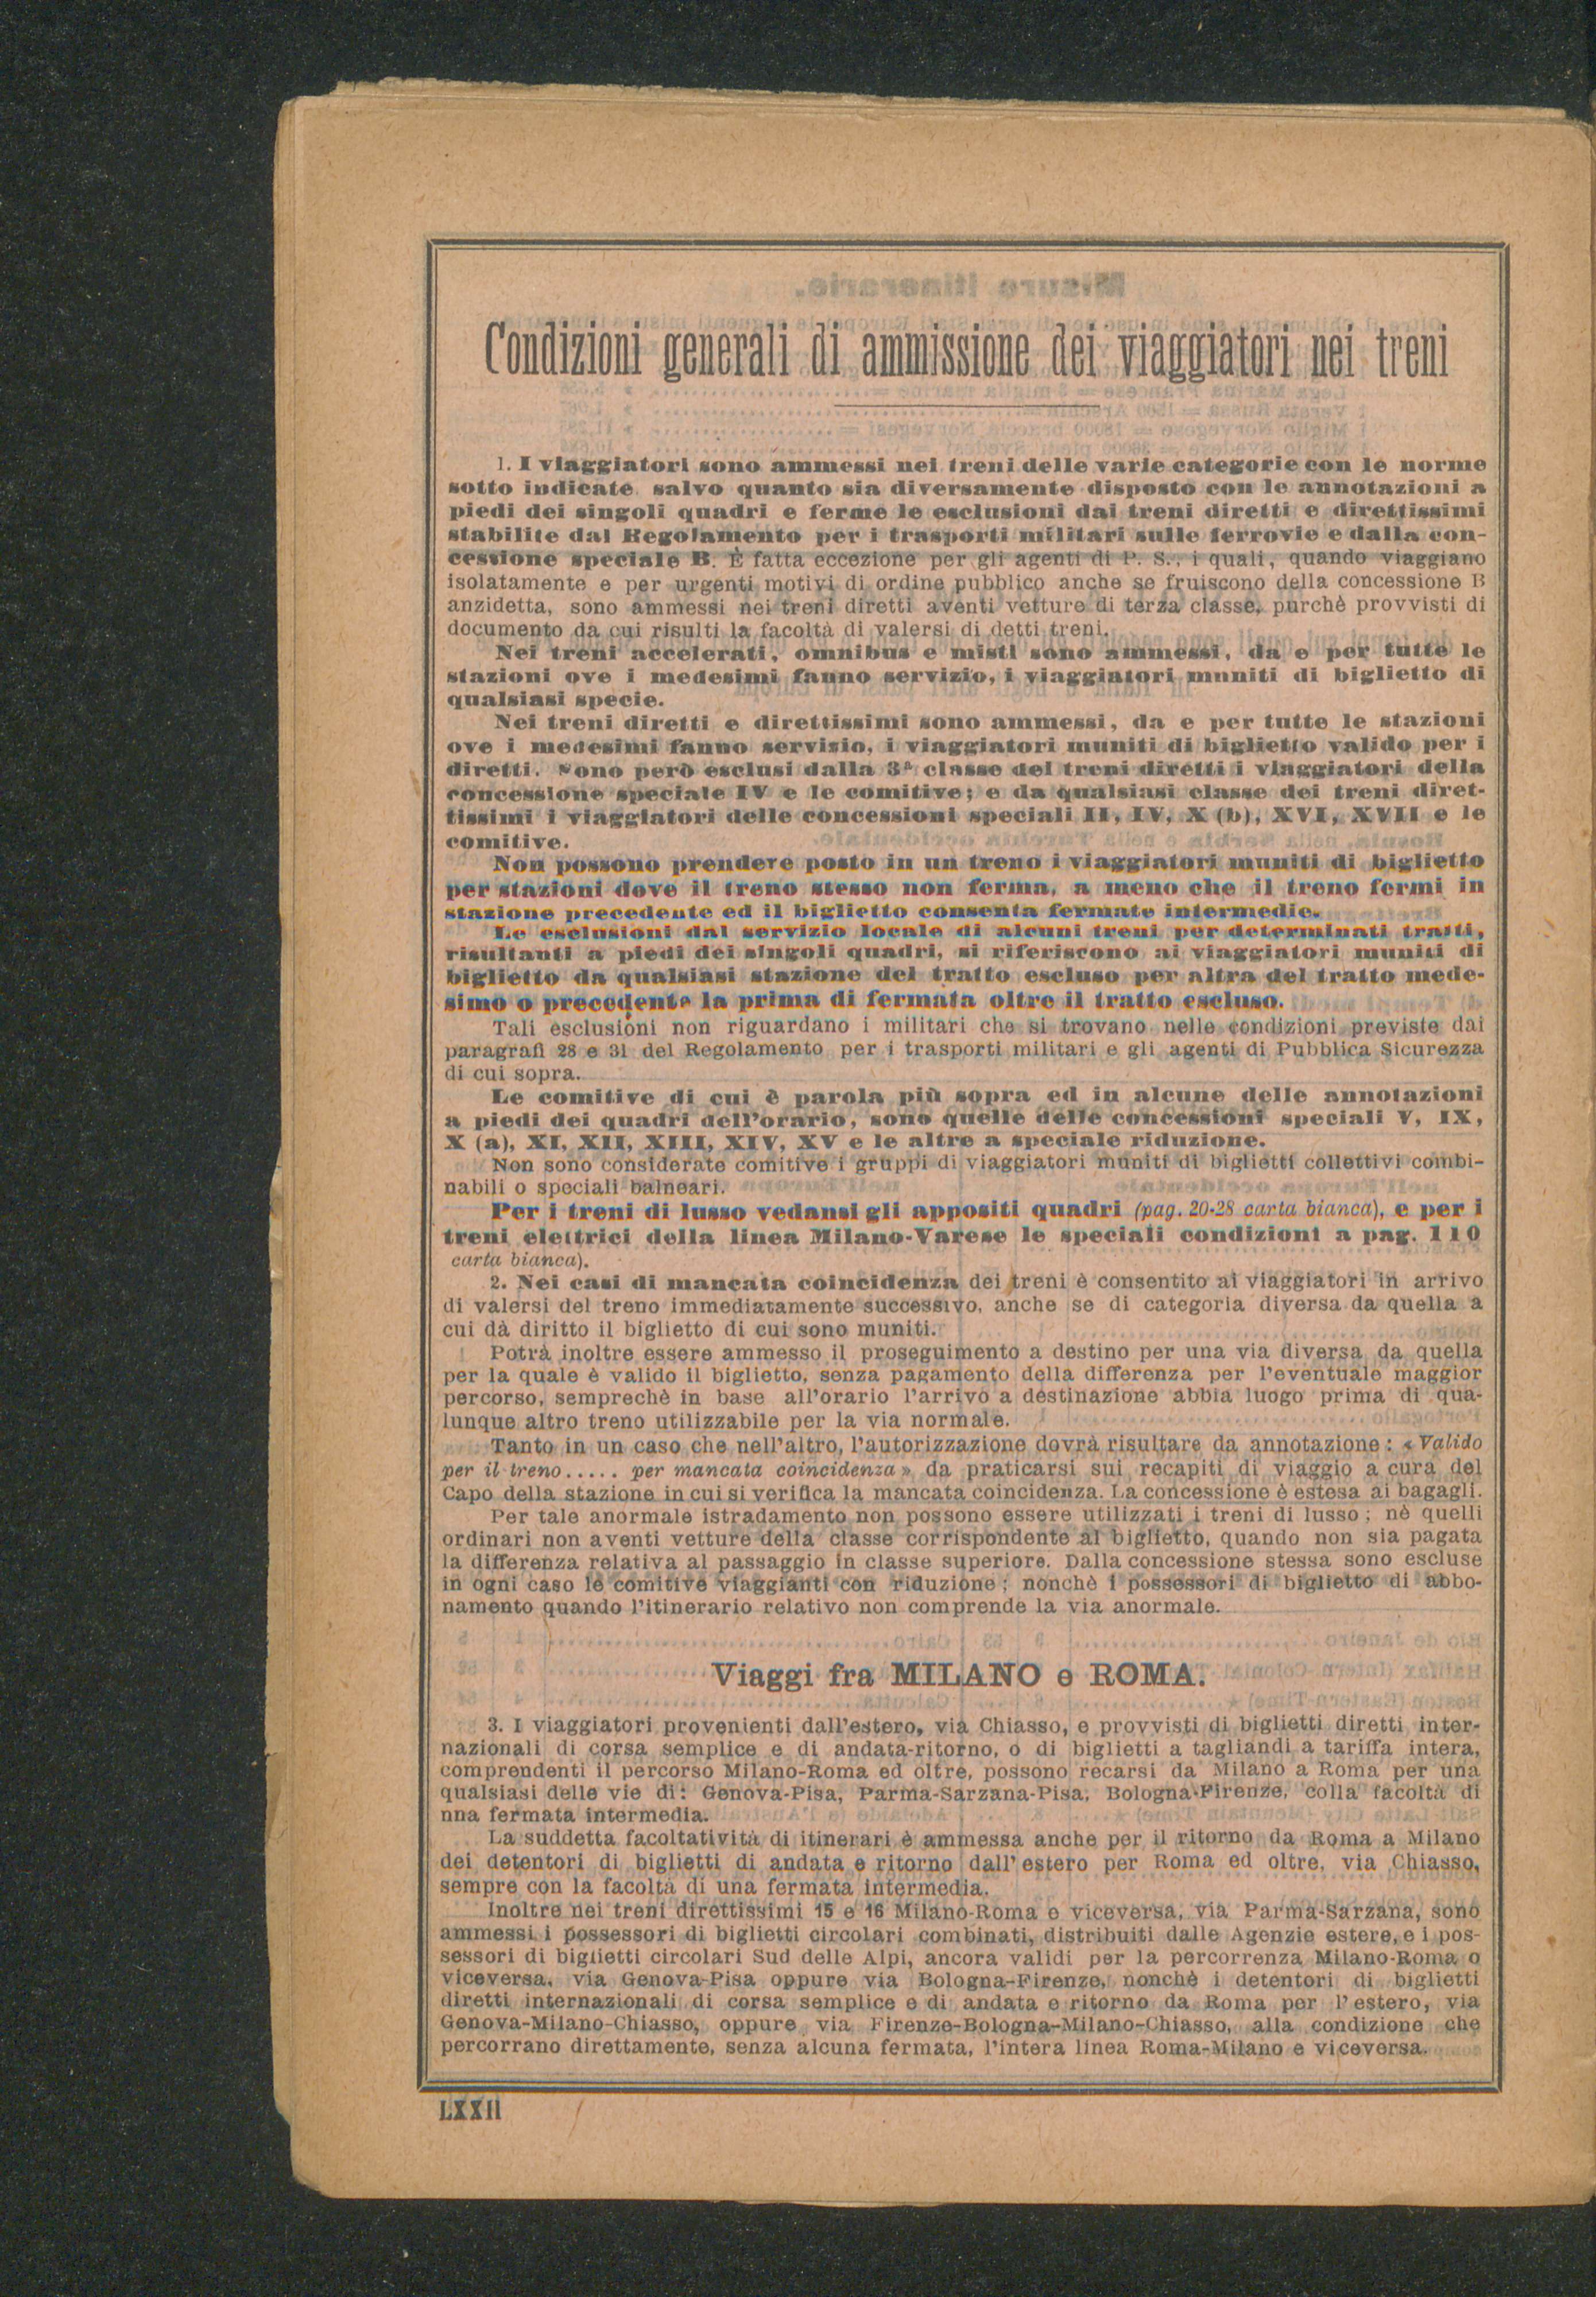 Condizioni generali di ammissione dei viaggiatori nei treni
1. I viaggiatori sono ammessi nei treni delle varie categorie con le norme
sotto indicate salvo quanto sia diversamente disposto con le annotazioni a
piedi dei singoli quadri e ferme le esclusioni dai treni diretti e direttissimi
stabilite dal Regolamento per i trasporti militari sulle ferrovie e dalla con-
cessione speciale B. È fatta eccezione per gli agenti di P. S., i quali, quando viaggiano
isolatamente e per urgenti motivi di ordine pubblico anche se fruiscono della concessione B
anzidetta, sono ammessi nei treni diretti aventi vetture di terza classe, purchè provvisti di
documento da cui risulti la facoltà di valersi di detti treni.
Nei treni accelerati, omnibus e misti sono ammessi, da e per tutte le
stazioni ove i medesimi fanno servizio, i viaggiatori muniti di biglietto di
qualsiasi specie.
Nei treni diretti e direttissimi sono ammessi, da e per tutte le stazioni
ove i medesimi fanno servizio, i viaggiatori muniti di biglietto valido per i
diretti. Sono però esclusi dalla 3ª classe dei treni diretti i viaggiatori della
concessione speciale IV e le comitive; e da qualsiasi classe dei treni diret-
tissimi i viaggiatori delle concessioni speciali II, IV, X (b), XVI, XVII e le
comitive.
Non possono prendere posto in un treno i viaggiatori muniti di biglietto
per stazioni dove il treno stesso non ferma, a meno che il treno fermi in
stazione precedente ed il biglietto consenta fermate intermedie.
Le esclusioni dal servizio locale di alcuni treni per determinati tratti,
risultanti a piedi dei singoli quadri, si riferiscono ai viaggiatori muniti di
biglietto da qualsiasi stazione del tratto escluso per altra del tratto mede-
simo o precedente la prima di fermata oltre il tratto escluso.
Tali esclusioni non riguardano i militari che si trovano nelle condizioni previste dai
paragrafi 28 e 31 del Regolamento per i trasporti militari e gli agenti di Pubblica Sicurezza
di cui sopra.
Le comitive di cui è parola più sopra ed in alcune delle annotazioni
a piedi dei quadri dell'orario, sono quelle delle concessioni speciali V, IX,
X (a), XI, XII, XIII, XIV, XV e le altre a speciale riduzione.
Non sono considerate comitive i gruppi di viaggiatori muniti di biglietti collettivi combi-
nabili o speciali balneari.
Per i treni di lusso vedansi gli appositi quadri (pag. 20-28 carta bianca), e per i
treni elettrici della linea Milano-Varese le speciali condizioni a pag. 110
carta bianca).
2. Nei casi di mancata coincidenza dei treni è consentito ai viaggiatori in arrivo
di valersi del treno immediatamente successivo, anche se di categoria diversa da quella a
cui dà diritto il biglietto di cui sono muniti.
Potrà inoltre essere ammesso il proseguimento a destino per una via diversa da quella
per la quale è valido il biglietto, senza pagamento della differenza per l'eventuale maggior
percorso, semprechè in base all'orario l'arrivo a destinazione abbia luogo prima di qua-
lunque altro treno utilizzabile per la via normale.
Tanto in un caso che nell'altro, l'autorizzazione dovrà risultare da annotazione: «Valido
per il treno..... per mancata coincidenza» da praticarsi sui recapiti di viaggio a cura del
Capo della stazione in cui si verifica la mancata coincidenza. La concessione è estesa ai bagagli.
Per tale anormale istradamento non possono essere utilizzati i treni di lusso; nè quelli
ordinari non aventi vetture della classe corrispondente al biglietto, quando non sia pagata
la differenza relativa al passaggio in classe superiore. Dalla concessione stessa sono escluse
in ogni caso le comitive viaggianti con riduzione; nonchè i possessori di biglietto di abbo-
namento quando l'itinerario relativo non comprende la via anormale.
Viaggi fra MILANO e ROMA.
3. I viaggiatori provenienti dall'estero, via Chiasso, e provvisti di biglietti diretti inter-
nazionali di corsa semplice e di andata-ritorno, o di biglietti a tagliandi a tariffa intera,
comprendenti il percorso Milano-Roma ed oltre, possono recarsi da Milano a Roma per una
qualsiasi delle vie di: Genova-Pisa, Parma-Sarzana-Pisa, Bologna-Firenze, colla facoltà di
nna fermata intermedia.
La suddetta facoltatività di itinerari è ammessa anche per il ritorno da Roma a Milano
dei detentori di biglietti di andata e ritorno dall'estero per Roma ed oltre, via Chiasso,
sempre con la facoltà di una fermata intermedia.
Inoltre nei treni direttissimi 15 e 16 Milano-Roma e viceversa, via Parma-Sarzana, sono
ammessi i possessori di biglietti circolari combinati, distribuiti dalle Agenzie estere, e i pos-
sessori di biglietti circolari Sud delle Alpi, ancora validi per la percorrenza Milano-Roma o
viceversa, via Genova-Pisa oppure via Bologna-Firenze, nonchè i detentori di biglietti
diretti internazionali di corsa semplice e di andata e ritorno da Roma per l'estero, via
Genova-Milano-Chiasso, oppure via Firenze-Bologna-Milano-Chiasso, alla condizione che
percorrano direttamente, senza alcuna fermata, l'intera linea Roma-Milano e viceversa.
LXXII